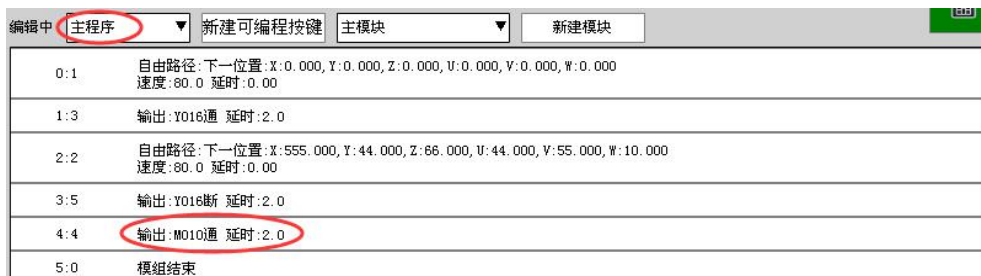 编辑中 主程序 ▼ 新建可编程按键 主模块 ▼ 新建模块
0:1 自由路径:下一位置:X:0.000,Y:0.000,Z:0.000,U:0.000,V:0.000,W:0.000
速度:80.0 延时:0.00
1:3 输出:Y016通 延时:2.0
2:2 自由路径:下一位置:X:555.000,Y:44.000,Z:66.000,U:44.000,V:55.000,W:10.000
速度:80.0 延时:0.00
3:5 输出:Y016断 延时:2.0
4:4 输出:M010通 延时:2.0
5:0 模组结束